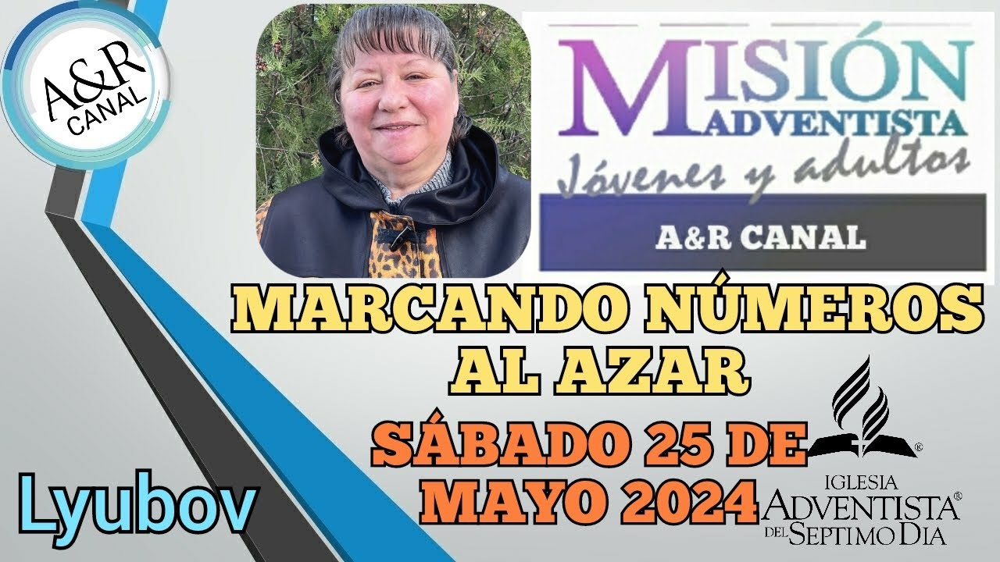 A&R
CANAL
MISIÓN
ADVENTISTA
Jóvenes y adultos
A&R CANAL
MARCANDO NÚMEROS
AL AZAR
SÁBADO 25 DE
MAYO 2024
Lyubov
®
IGLESIA
ADVENTISTA®
DEL SEPTIMO DIA